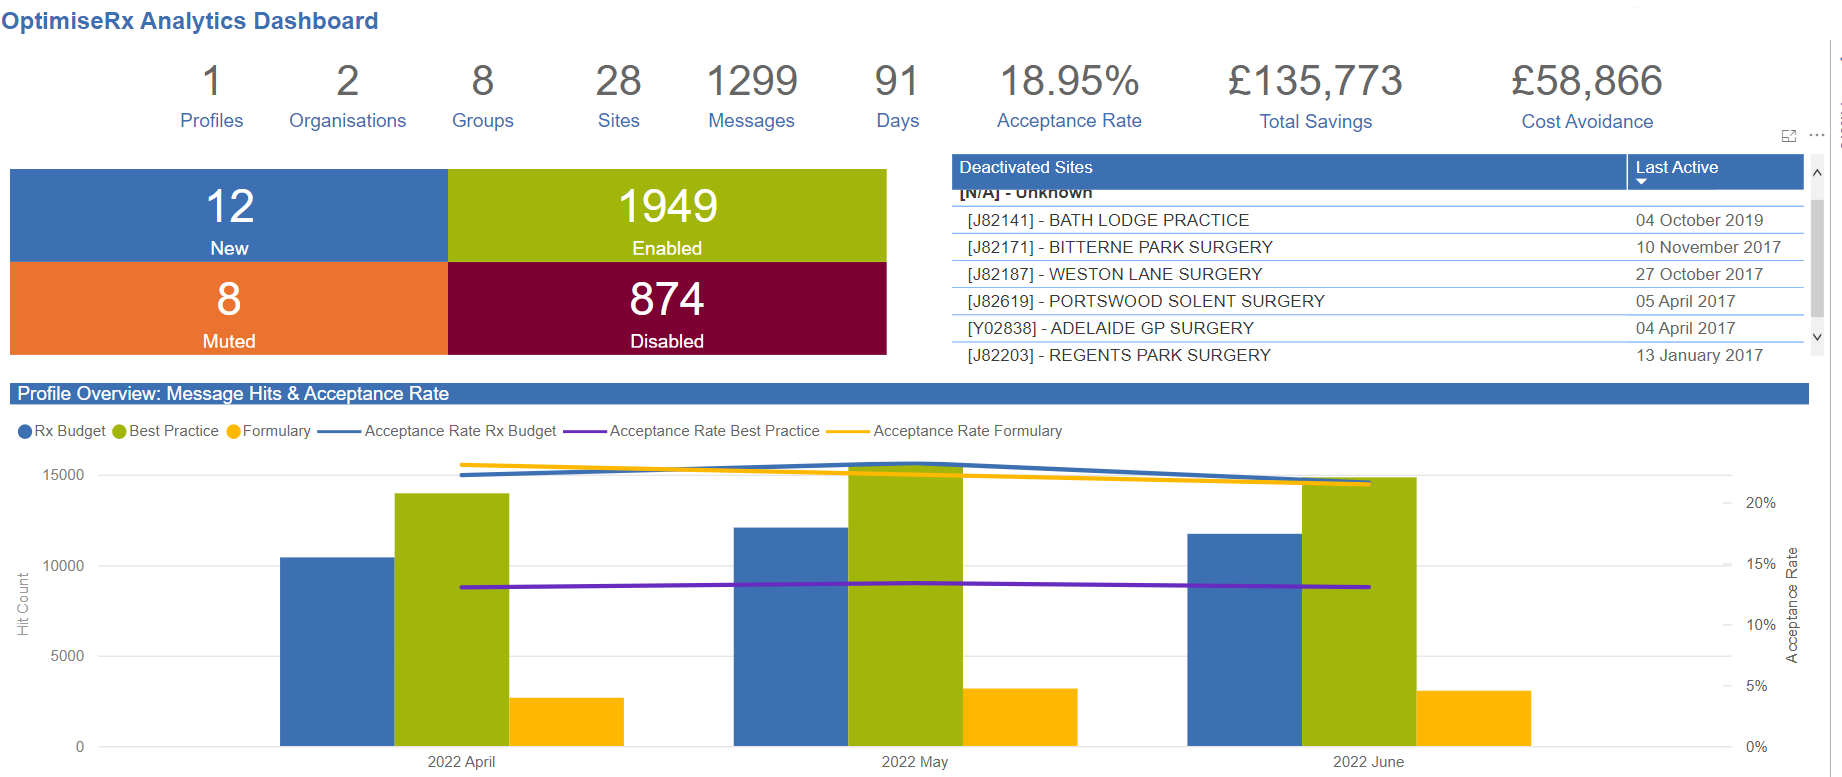 OptimiseRx Analytics Dashboard
1 2 8 28 1299 91 18.95% £135,773 £58,866
Profiles Organisations Groups Sites Messages Days Acceptance Rate Total Savings Cost Avoidance
12
New
1949
Enabled
8
Muted
874
Disabled
Deactivated Sites Last Active
[N/A] - Unknown
[J82141] - BATH LODGE PRACTICE 04 October 2019
[J82171] - BITTERNE PARK SURGERY 10 November 2017
[J82187] - WESTON LANE SURGERY 27 October 2017
[J82619] - PORTSWOOD SOLENT SURGERY 05 April 2017
[Y02838] - ADELAIDE GP SURGERY 04 April 2017
[J82203] - REGENTS PARK SURGERY 13 January 2017
Profile Overview: Message Hits & Acceptance Rate
Rx Budget Best Practice Formulary Acceptance Rate Rx Budget Acceptance Rate Best Practice Acceptance Rate Formulary
Hit Count
15000
10000
5000
0
20%
15%
10%
5%
0%
Acceptance Rate
2022 April 2022 May 2022 June